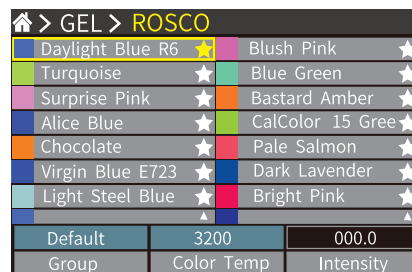 > GEL > ROSCO
Daylight Blue R6 Blush Pink
Turquoise Blue Green
Surprise Pink Bastard Amber
Alice Blue CalColor 15 Gree
Chocolate Pale Salmon
Virgin Blue E723 Dark Lavender
Light Steel Blue Bright Pink
Default 3200 000.0
Group Color Temp Intensity